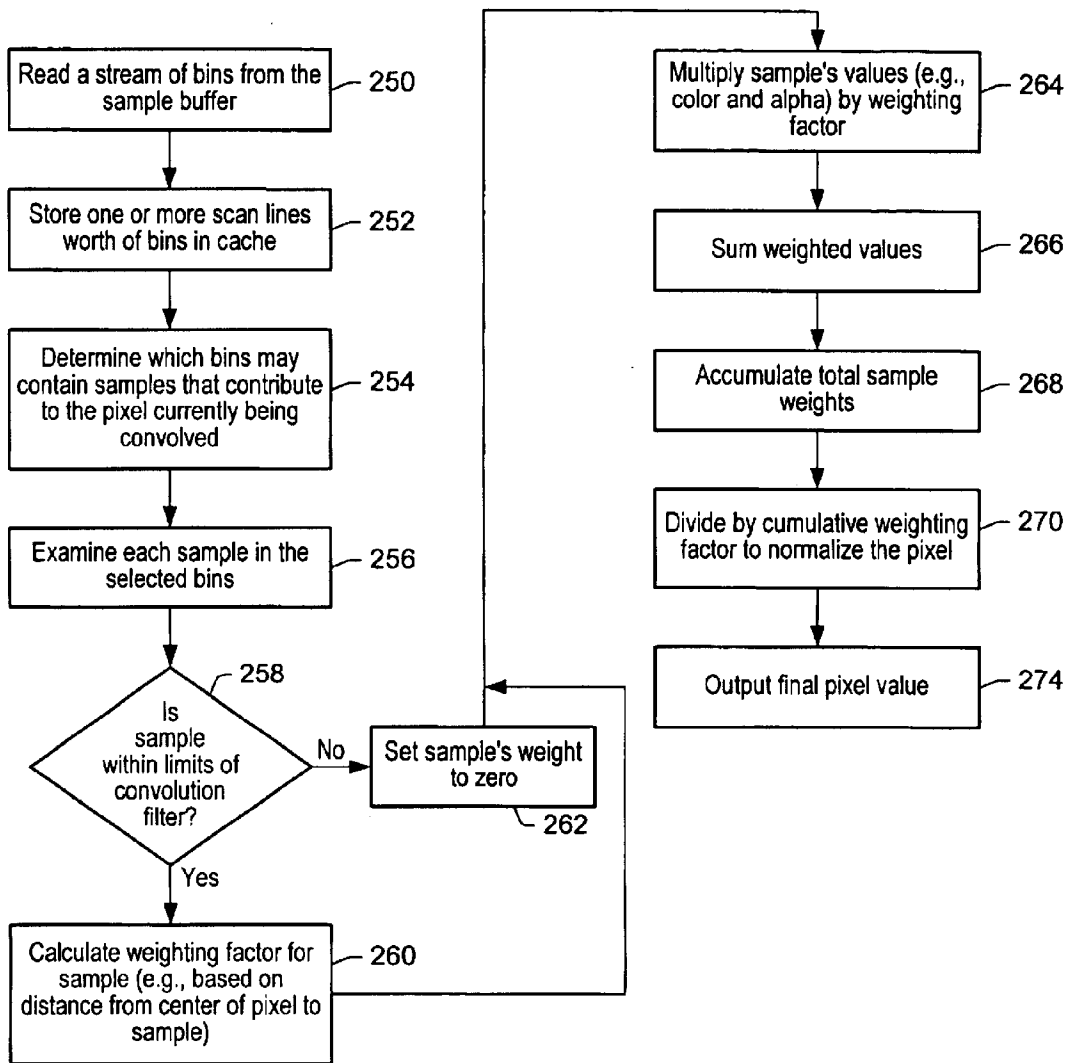 Read a stream of bins from the
sample buffer
250
Store one or more scan lines
worth of bins in cache
252
Determine which bins may
contain samples that contribute
to the pixel currently being
convolved
254
Examine each sample in the
selected bins
256
258
Is
sample
within limits of
convolution
filter?
No
Set sample's weight
to zero
262
Yes
Calculate weighting factor for
sample (e.g., based on
distance from center of pixel to
sample)
260
Multiply sample's values (e.g.,
color and alpha) by weighting
factor
264
Sum weighted values
266
Accumulate total sample
weights
268
Divide by cumulative weighting
factor to normalize the pixel
270
Output final pixel value
274